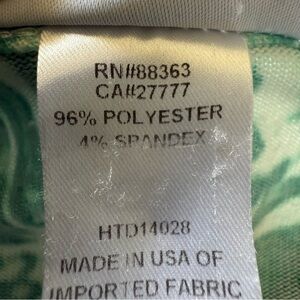 RN#88363
CA#27777
96% POLYESTER
4% SPANDEX
HTD14028
MADE IN USA OF
IMPORTED FABRIC